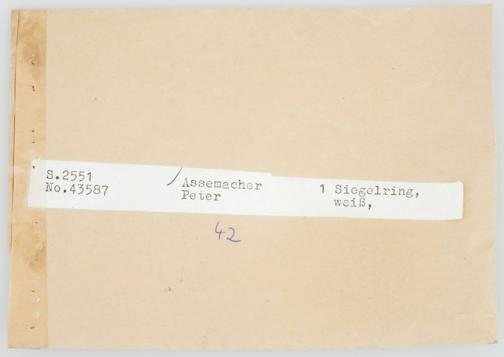 S.2551 Assemacher 1 Siegelring,
No.43587 Peter weiß,
42